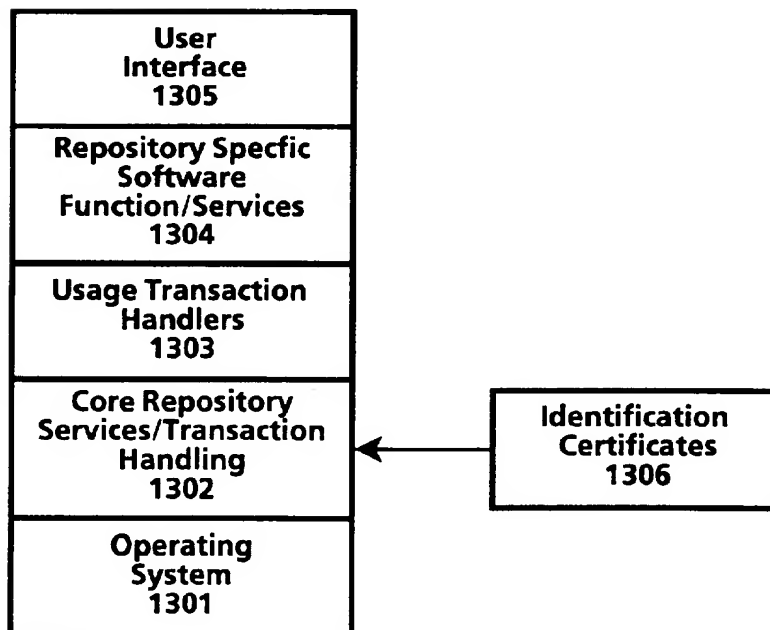 User
Interface
1305
Repository Specfic
Software
Function/Services
1304
Usage Transaction
Handlers
1303
Core Repository
Services/Transaction
Handling
1302
Identification
Certificates
1306
Operating
System
1301